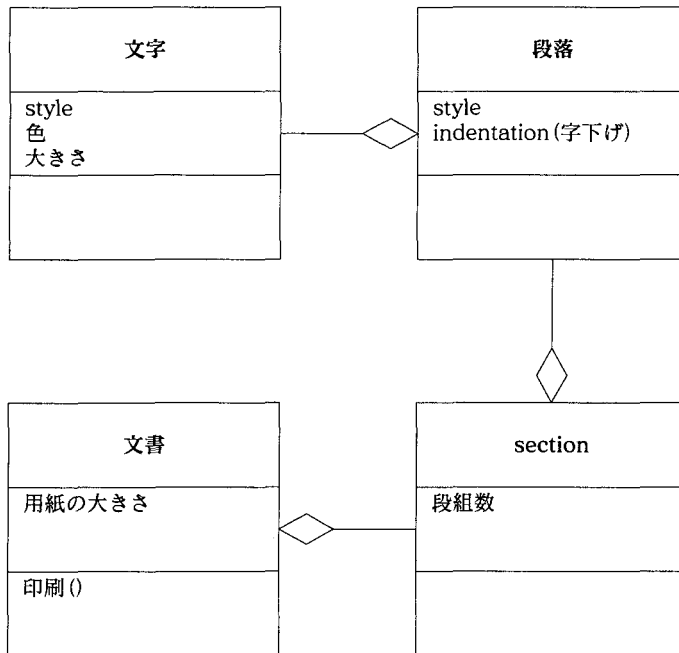 文字
style
色
大きさ
段落
style
indentation(字下げ)
文書
用紙の大きさ
印刷()
section
段組数